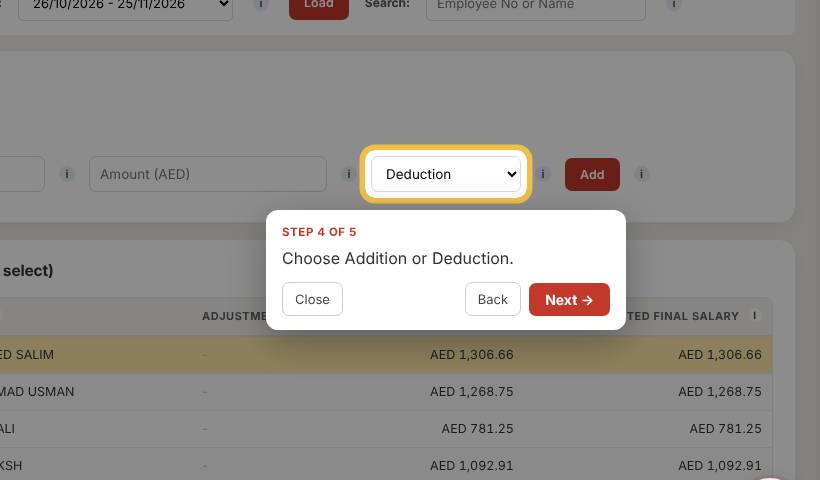 26/10/2026 - 25/11/2026 i Load Search: Employee No or Name i
i Amount (AED) i Deduction i Add i
STEP 4 OF 5
Choose Addition or Deduction.
Close Back Next →
select)
ADJUSTME TED FINAL SALARY I
ED SALIM - AED 1,306.66 AED 1,306.66
MAD USMAN - AED 1,268.75 AED 1,268.75
ALI - AED 781.25 AED 781.25
KSH - AED 1,092.91 AED 1,092.91